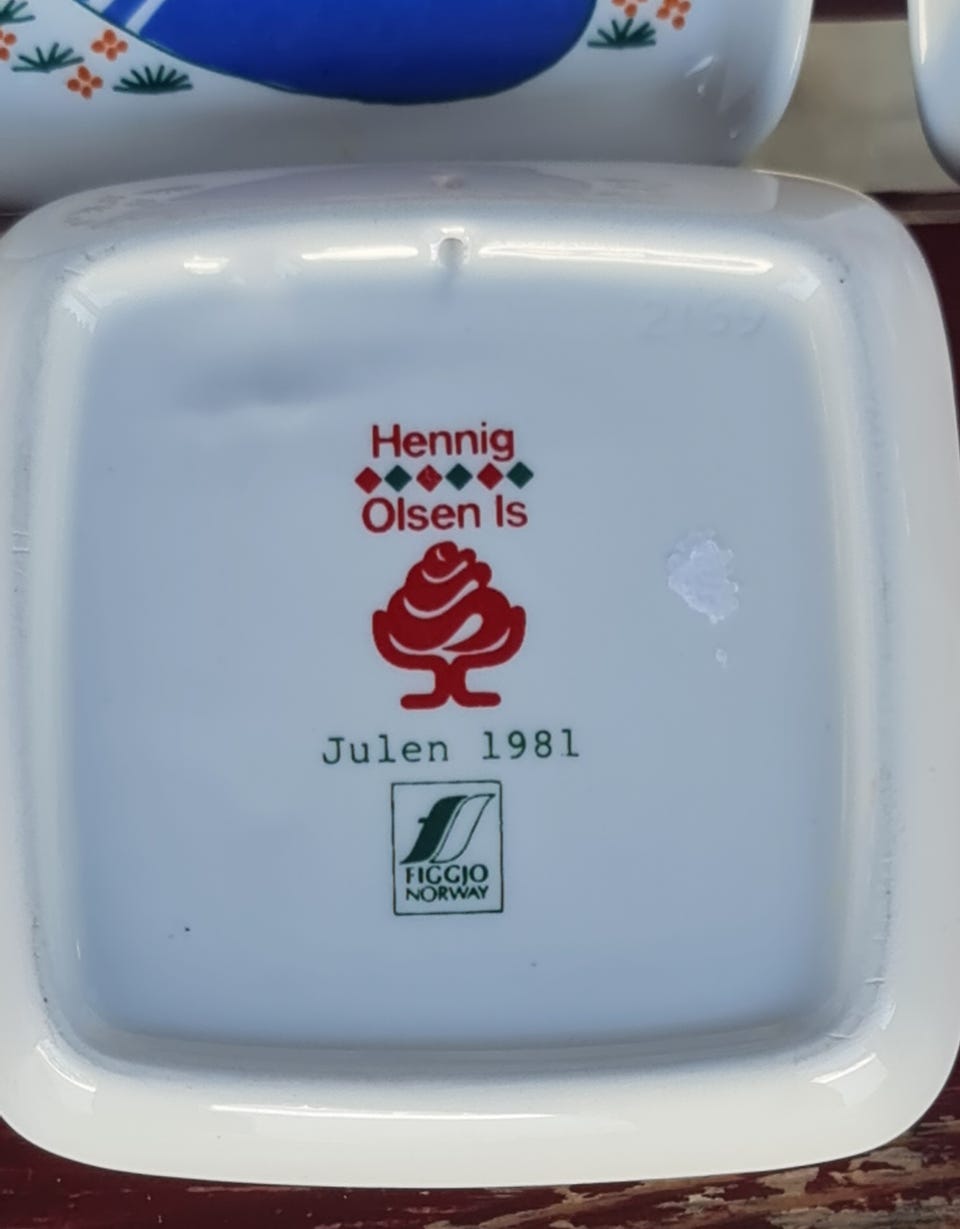 Hennig
Olsen Is
Julen 1981
FIGGJO
NORWAY